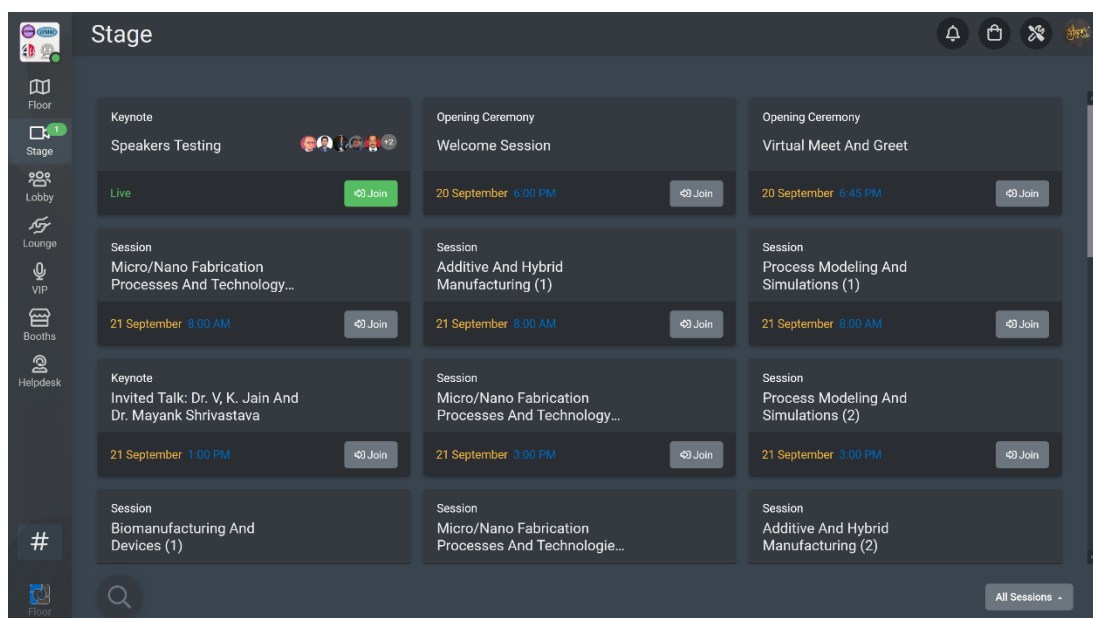 Stage
Floor
1
Stage
Lobby
Lounge
VIP
Booths
Helpdesk
#
Floor
Keynote
Speakers Testing
+2
Live
Join
Opening Ceremony
Welcome Session
20 September 6:00 PM
Join
Opening Ceremony
Virtual Meet And Greet
20 September 6:45 PM
Join
Session
Micro/Nano Fabrication
Processes And Technology...
21 September 8:00 AM
Join
Session
Additive And Hybrid
Manufacturing (1)
21 September 8:00 AM
Join
Session
Process Modeling And
Simulations (1)
21 September 8:00 AM
Join
Keynote
Invited Talk: Dr. V, K. Jain And
Dr. Mayank Shrivastava
21 September 1:00 PM
Join
Session
Micro/Nano Fabrication
Processes And Technology...
21 September 3:00 PM
Join
Session
Process Modeling And
Simulations (2)
21 September 3:00 PM
Join
Session
Biomanufacturing And
Devices (1)
Session
Micro/Nano Fabrication
Processes And Technologie...
Session
Additive And Hybrid
Manufacturing (2)
All Sessions